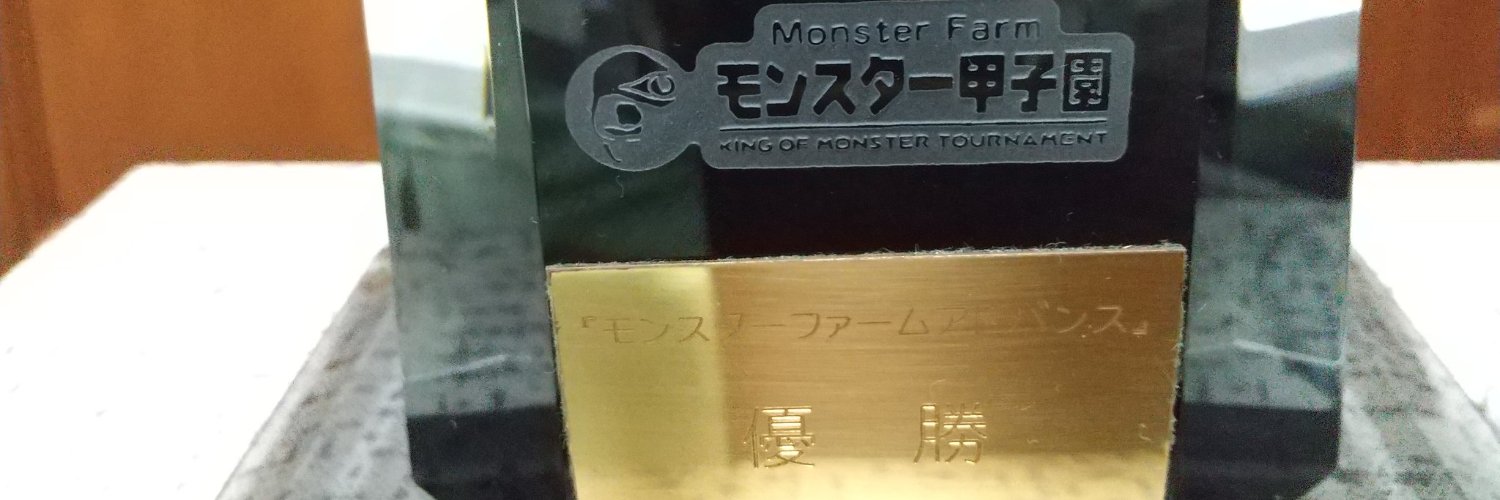 Monster Farm
モンスター甲子園
KING OF MONSTER TOURNAMENT
『モンスターファームアドバンス』
優勝